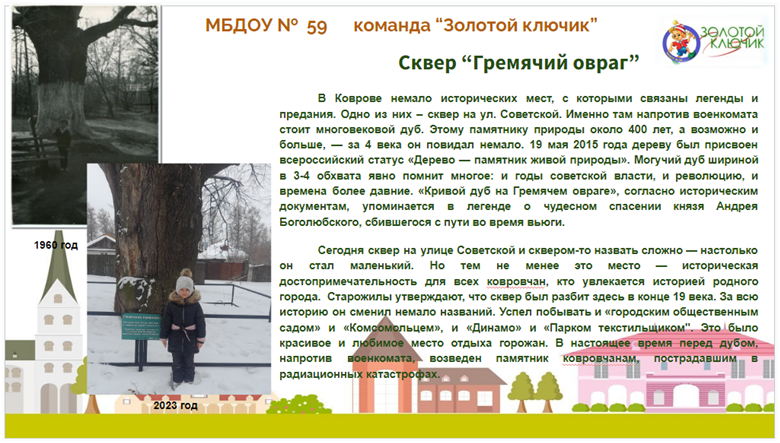 МБДОУ № 59 команда “Золотой ключик”
ЗОЛОТОЙ
КЛЮЧИК
Сквер “Гремячий овраг”
В Коврове немало исторических мест, с которыми связаны легенды и
предания. Одно из них – сквер на ул. Советской. Именно там напротив военкомата
стоит многовековой дуб. Этому памятнику природы около 400 лет, а возможно и
больше, — за 4 века он повидал немало. 19 мая 2015 года дереву был присвоен
всероссийский статус «Дерево — памятник живой природы». Могучий дуб шириной
в 3-4 обхвата явно помнит многое: и годы советской власти, и революцию, и
времена более давние. «Кривой дуб на Гремячем овраге», согласно историческим
документам, упоминается в легенде о чудесном спасении князя Андрея
Боголюбского, сбившегося с пути во время вьюги.
Сегодня сквер на улице Советской и сквером-то назвать сложно — настолько
он стал маленький. Но тем не менее это место — историческая
достопримечательность для всех ковровчан, кто увлекается историей родного
города. Старожилы утверждают, что сквер был разбит здесь в конце 19 века. За всю
историю он сменил немало названий. Успел побывать и «городским общественным
садом» и «Комсомольцем», и «Динамо» и «Парком текстильщиком". Это было
красивое и любимое место отдыха горожан. В настоящее время перед дубом,
напротив военкомата, возведен памятник ковровчанам, пострадавшим в
радиационных катастрофах.
1960 год
2023 год